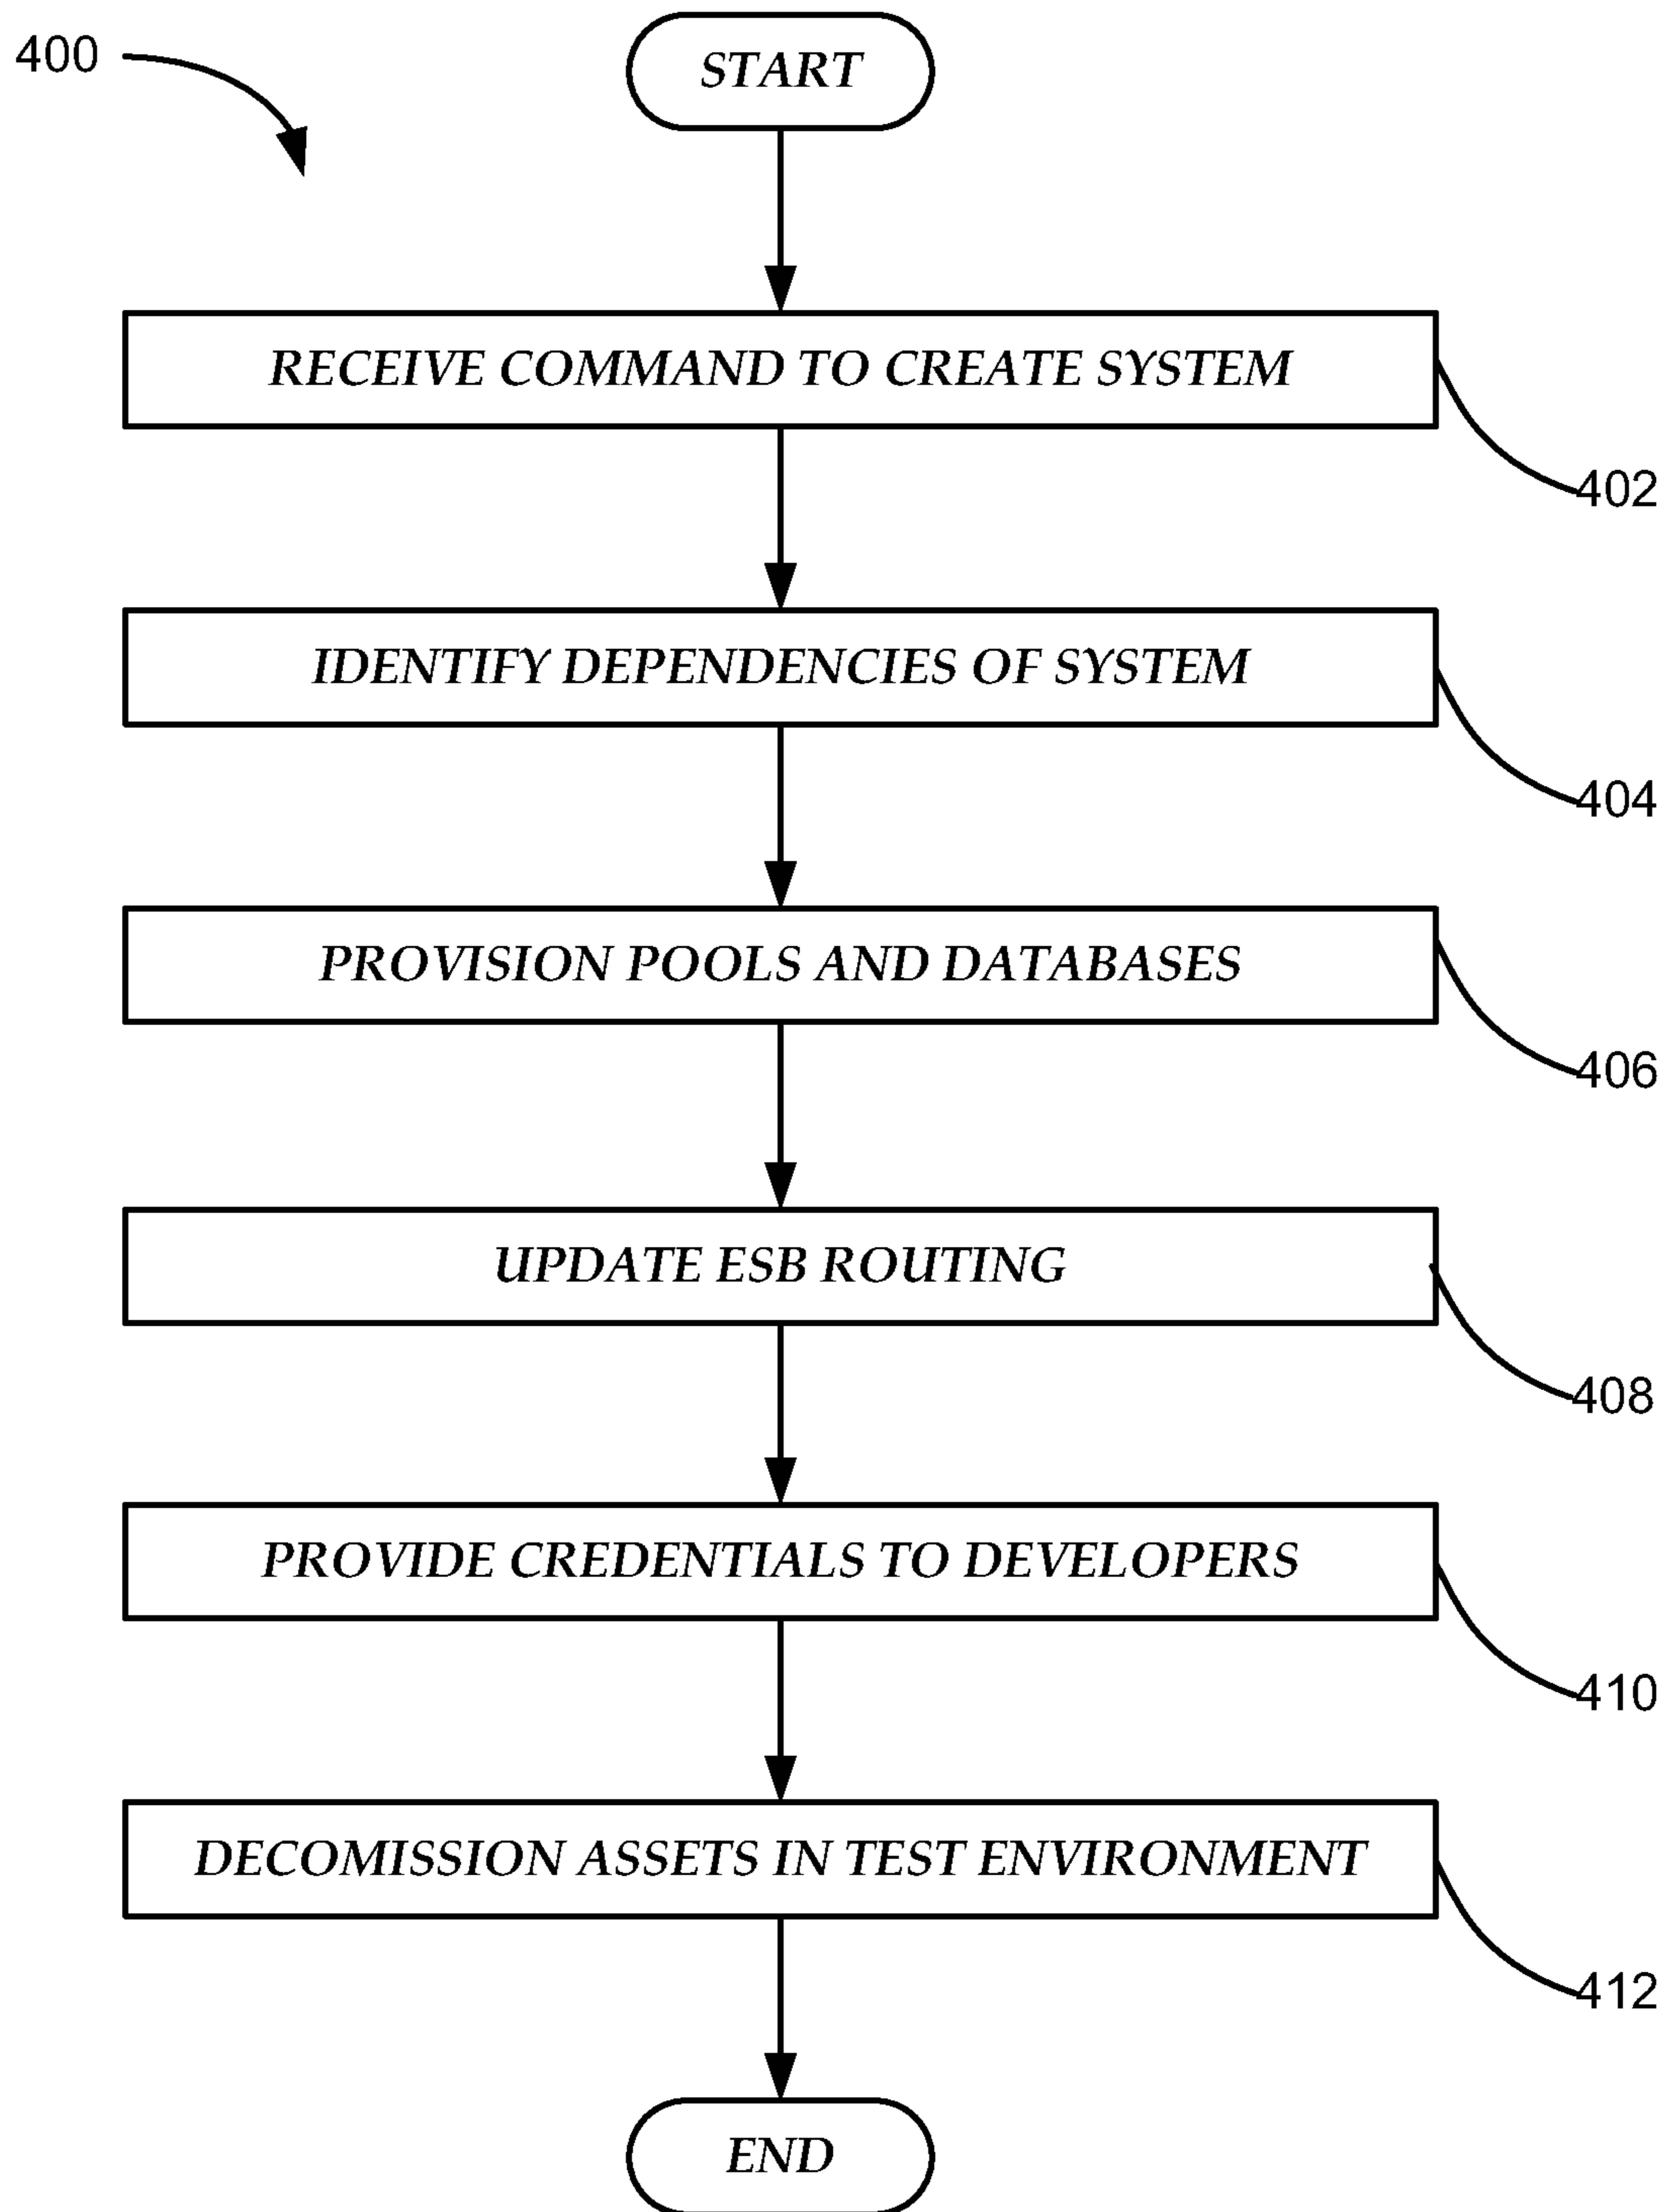 400
START
RECEIVE COMMAND TO CREATE SYSTEM
402
IDENTIFY DEPENDENCIES OF SYSTEM
404
PROVISION POOLS AND DATABASES
406
UPDATE ESB ROUTING
408
PROVIDE CREDENTIALS TO DEVELOPERS
410
DECOMISSION ASSETS IN TEST ENVIRONMENT
412
END